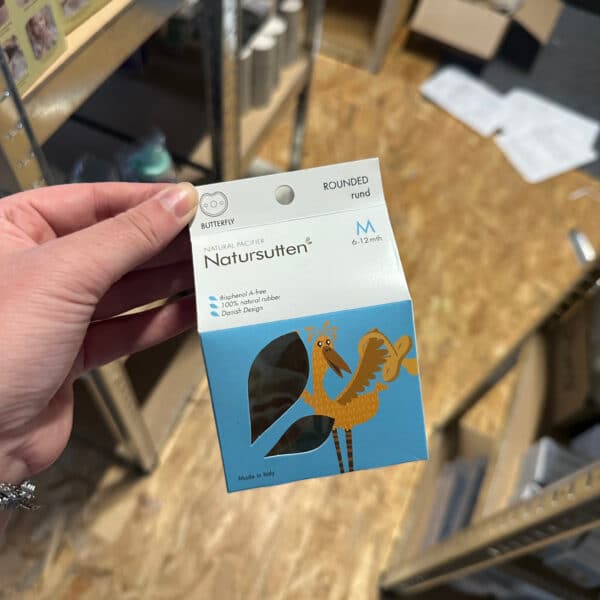 BUTTERFLY
ROUNDED
rund
NATURAL PACIFIER
Natursutten
M
6-12 mth
Bisphenol A-free
100% natural rubber
Danish Design
Made in Italy